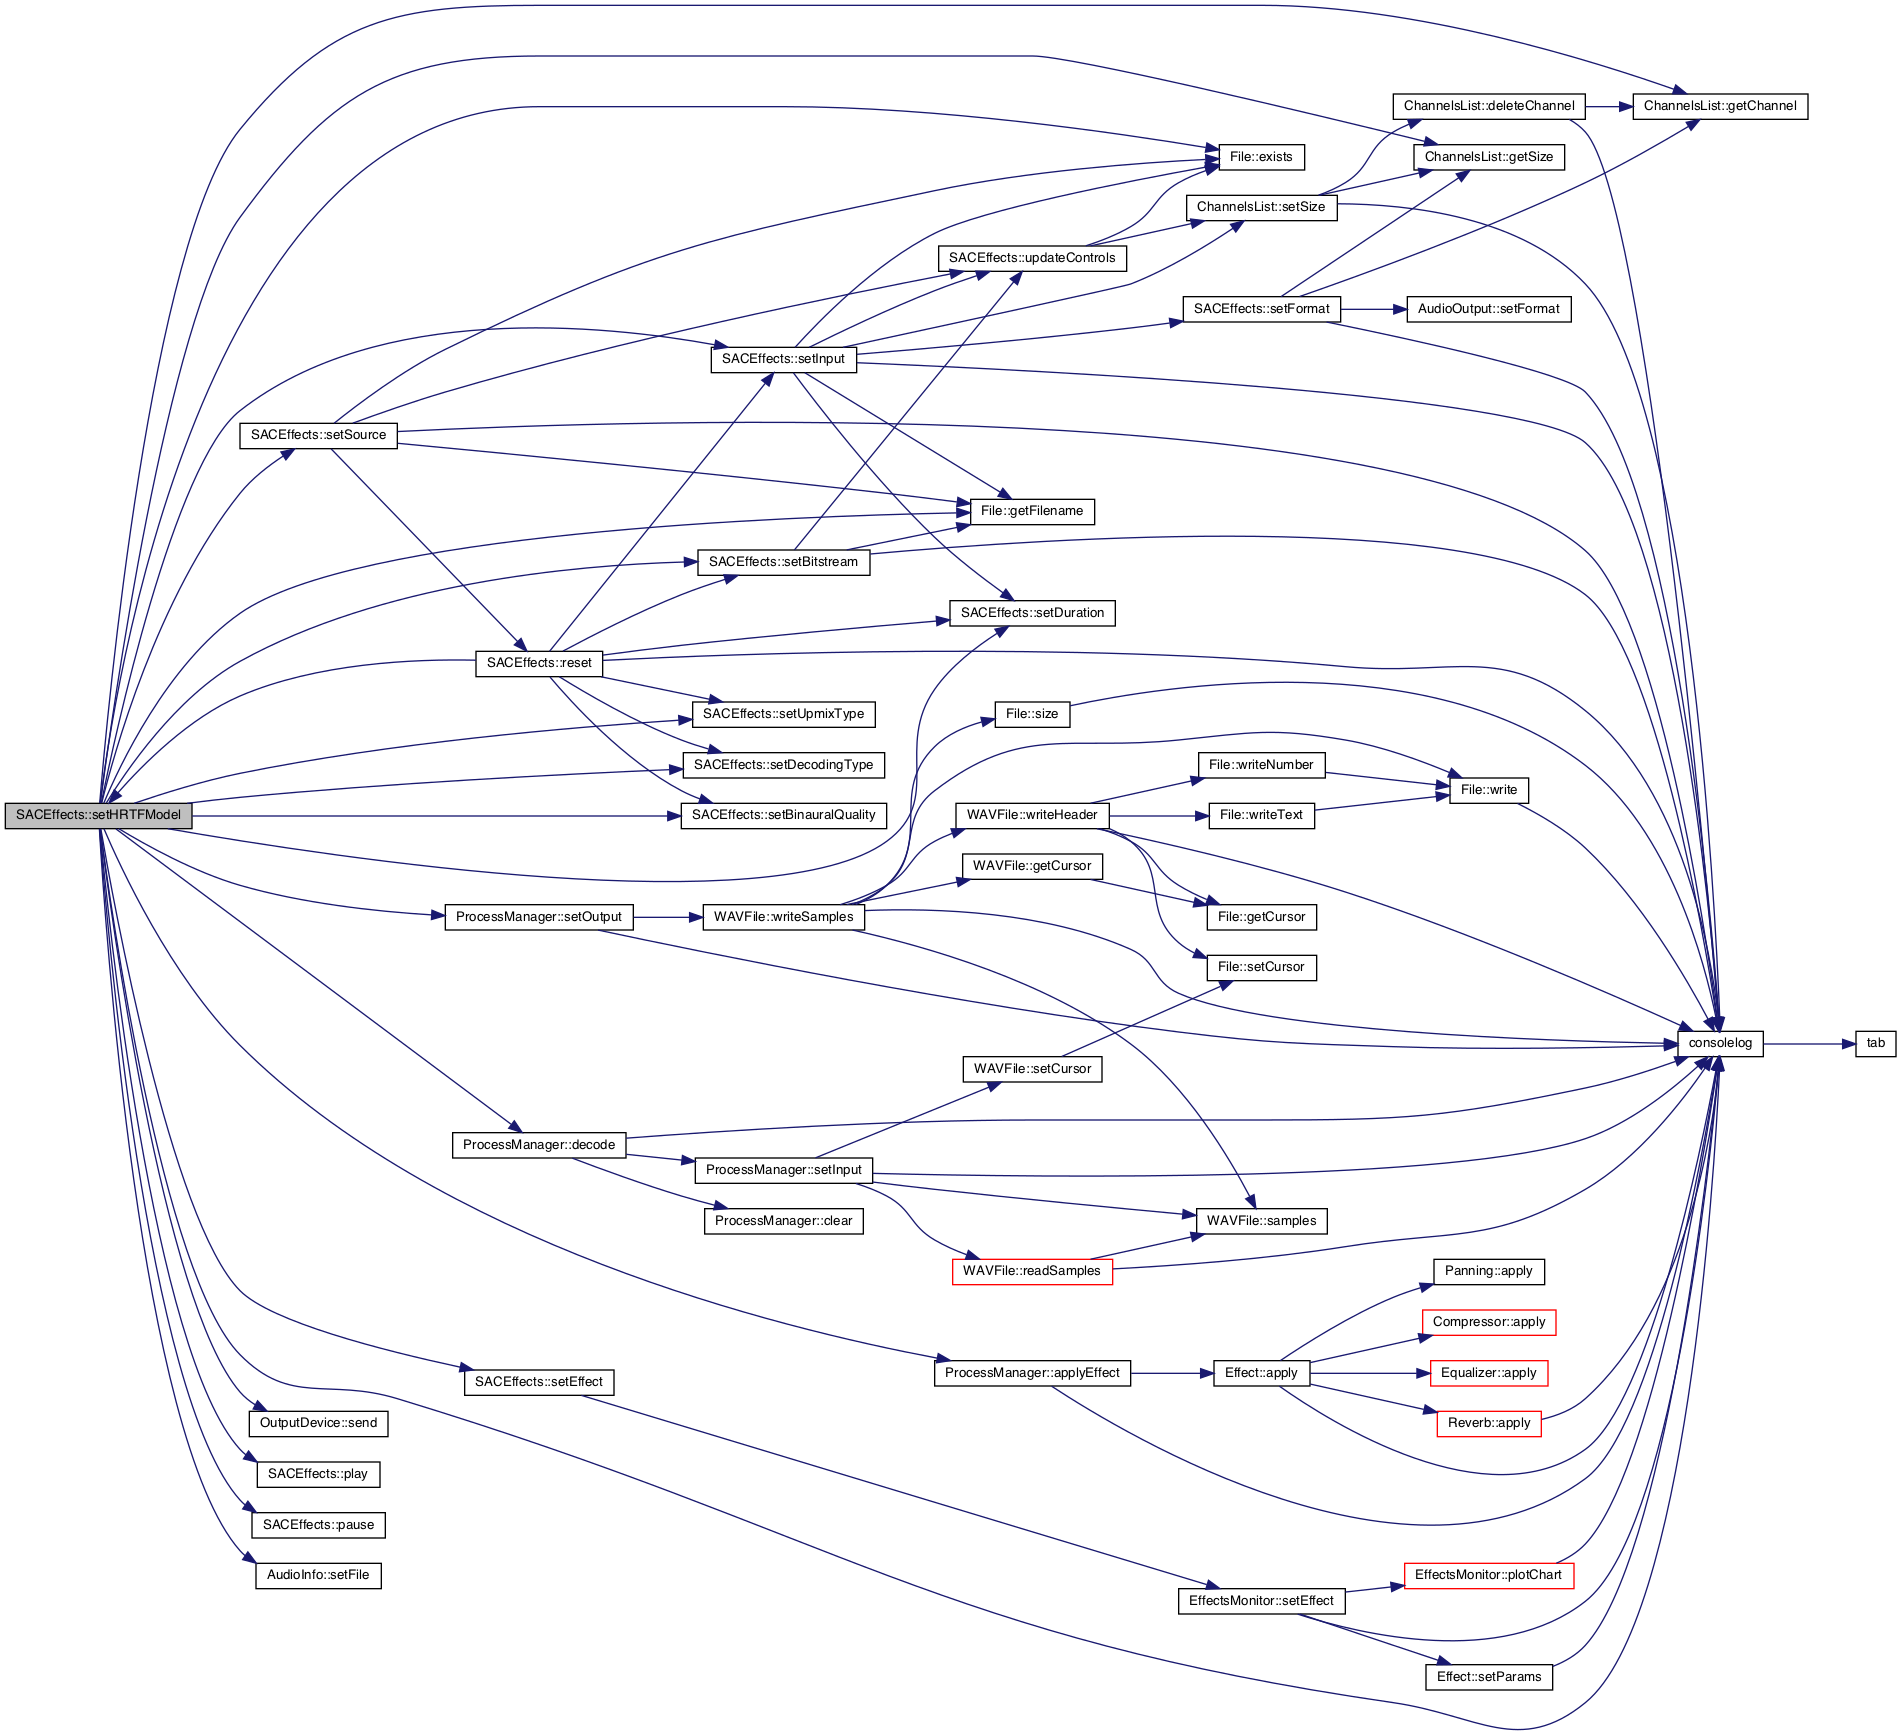 ChannelsList::deleteChannel
ChannelsList::getChannel
File::exists
ChannelsList::getSize
ChannelsList::setSize
SACEffects::updateControls
SACEffects::setFormat
AudioOutput::setFormat
SACEffects::setInput
SACEffects::setSource
File::getFilename
SACEffects::setBitstream
SACEffects::setDuration
SACEffects::reset
SACEffects::setUpmixType
File::size
SACEffects::setDecodingType
File::writeNumber
File::write
SACEffects::setHRTFModel
SACEffects::setBinauralQuality
WAVFile::writeHeader
File::writeText
WAVFile::getCursor
ProcessManager::setOutput
WAVFile::writeSamples
File::getCursor
File::setCursor
consolelog
tab
WAVFile::setCursor
ProcessManager::decode
ProcessManager::setInput
ProcessManager::clear
WAVFile::samples
WAVFile::readSamples
Panning::apply
Compressor::apply
ProcessManager::applyEffect
Effect::apply
Equalizer::apply
SACEffects::setEffect
OutputDevice::send
Reverb::apply
SACEffects::play
SACEffects::pause
AudioInfo::setFile
EffectsMonitor::plotChart
EffectsMonitor::setEffect
Effect::setParams